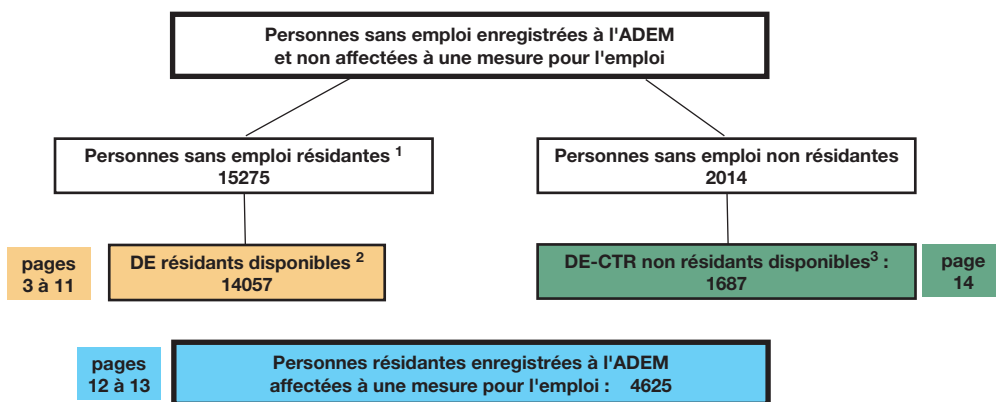 Personnes sans emploi enregistrées à l'ADEM
et non affectées à une mesure pour l'emploi
Personnes sans emploi résidantes 1
15275
Personnes sans emploi non résidantes
2014
pages
3 à 11
DE résidants disponibles 2
14057
DE-CTR non résidants disponibles3 :
1687
page
14
pages
12 à 13
Personnes résidantes enregistrées à l'ADEM
affectées à une mesure pour l'emploi : 4625